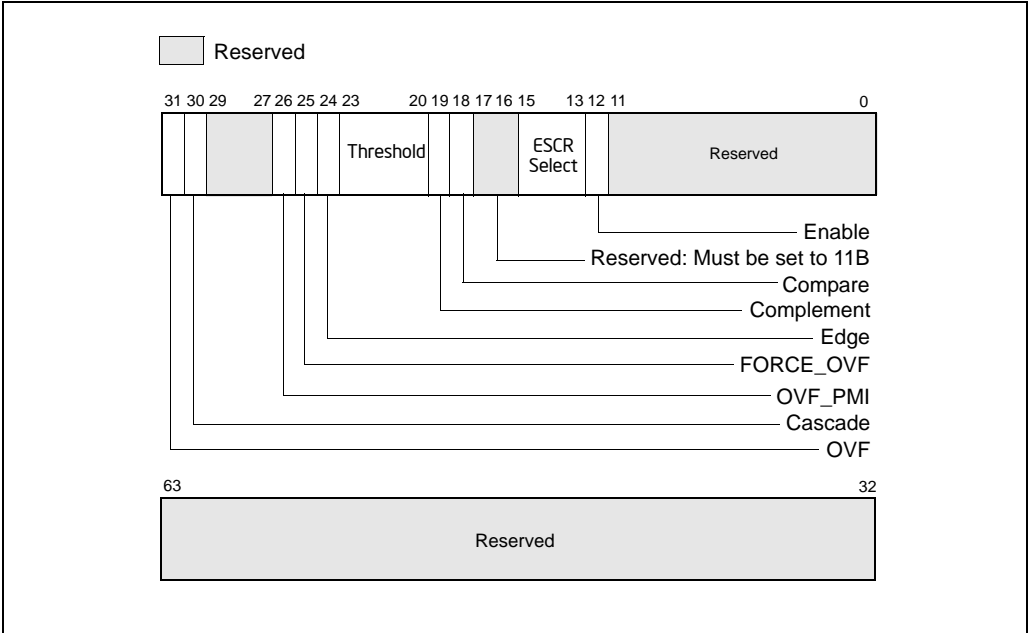 Reserved
31 30 29 27 26 25 24 23 20 19 18 17 16 15 13 12 11 0
Threshold
ESCR
Select
Reserved
Enable
Reserved: Must be set to 11B
Compare
Complement
Edge
FORCE_OVF
OVF_PMI
Cascade
OVF
63 32
Reserved